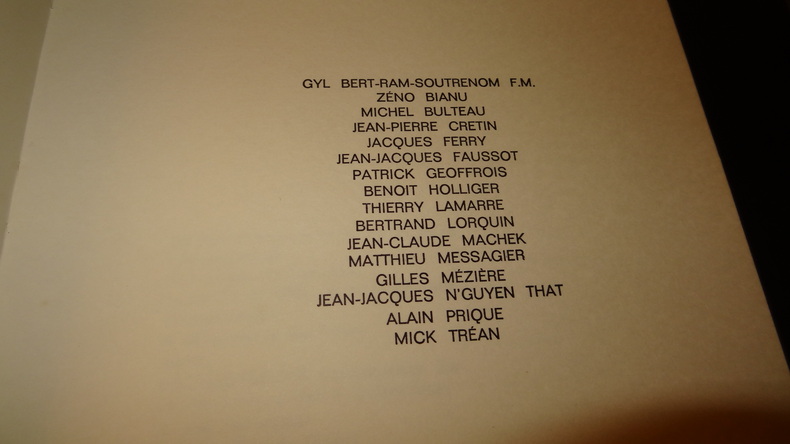 GYL BERT-RAM-SOUTRENOM F.M.
ZÉNO BIANU
MICHEL BULTEAU
JEAN-PIERRE CRETIN
JACQUES FERRY
JEAN-JACQUES FAUSSOT
PATRICK GEOFFROIS
BENOIT HOLLIGER
THIERRY LAMARRE
BERTRAND LORQUIN
JEAN-CLAUDE MACHEK
MATTHIEU MESSAGIER
GILLES MÉZIÈRE
JEAN-JACQUES N'GUYEN THAT
ALAIN PRIQUE
MICK TRÉAN